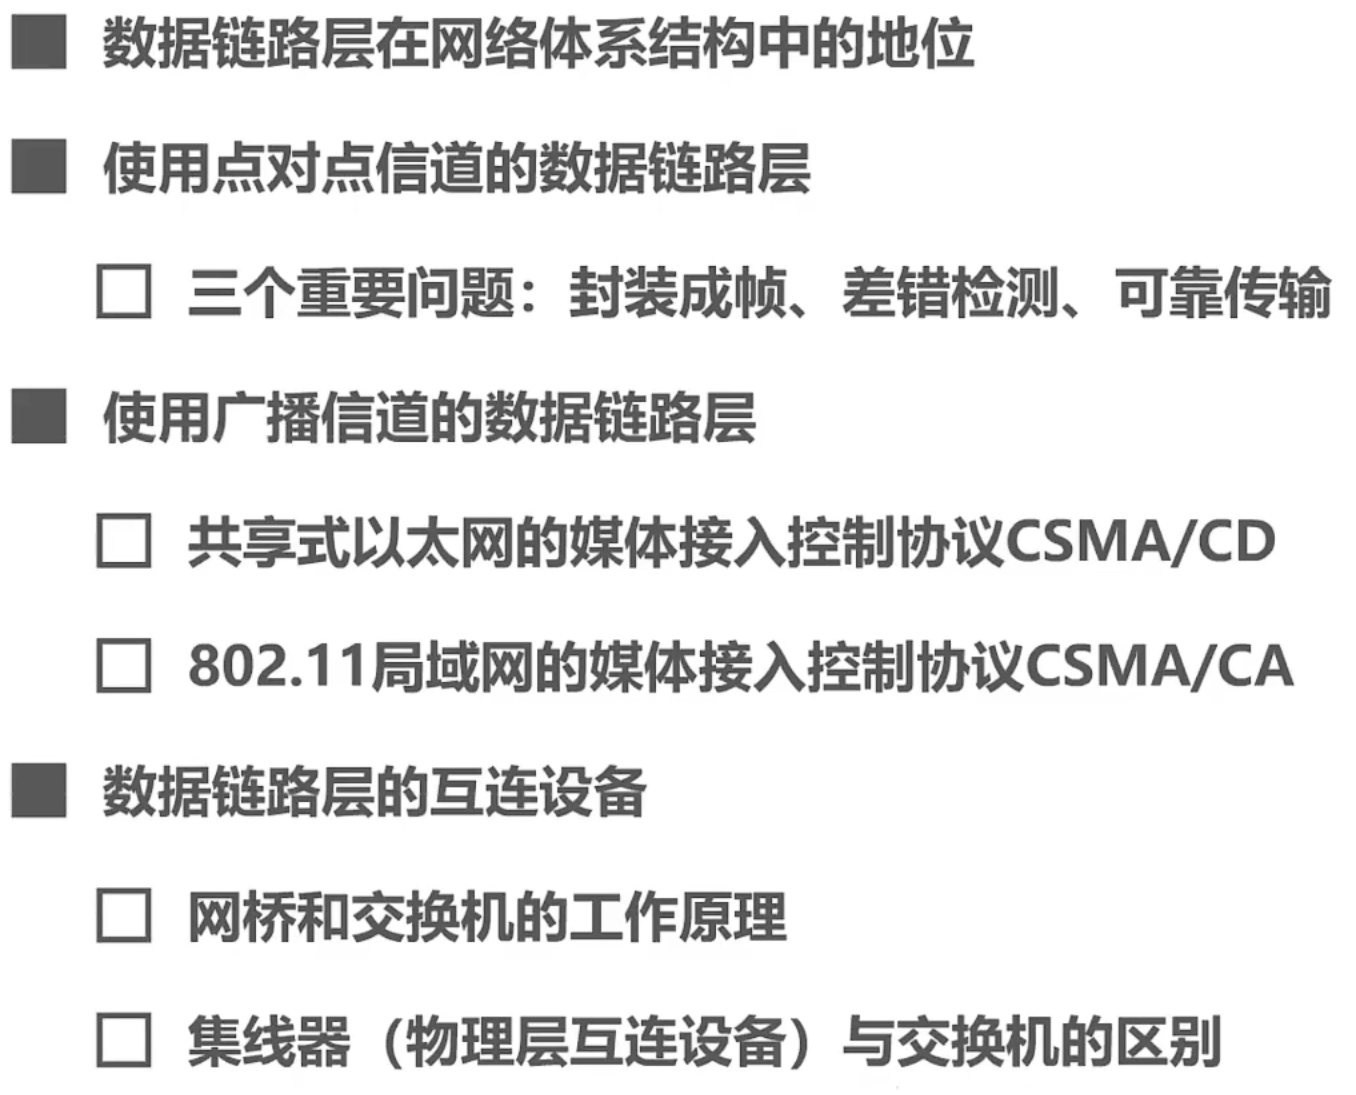 数据链路层在网络体系结构中的地位
使用点对点信道的数据链路层
三个重要问题：封装成帧、差错检测、可靠传输
使用广播信道的数据链路层
共享式以太网的媒体接入控制协议CSMA/CD
802.11局域网的媒体接入控制协议CSMA/CA
数据链路层的互连设备
网桥和交换机的工作原理
集线器（物理层互连设备）与交换机的区别